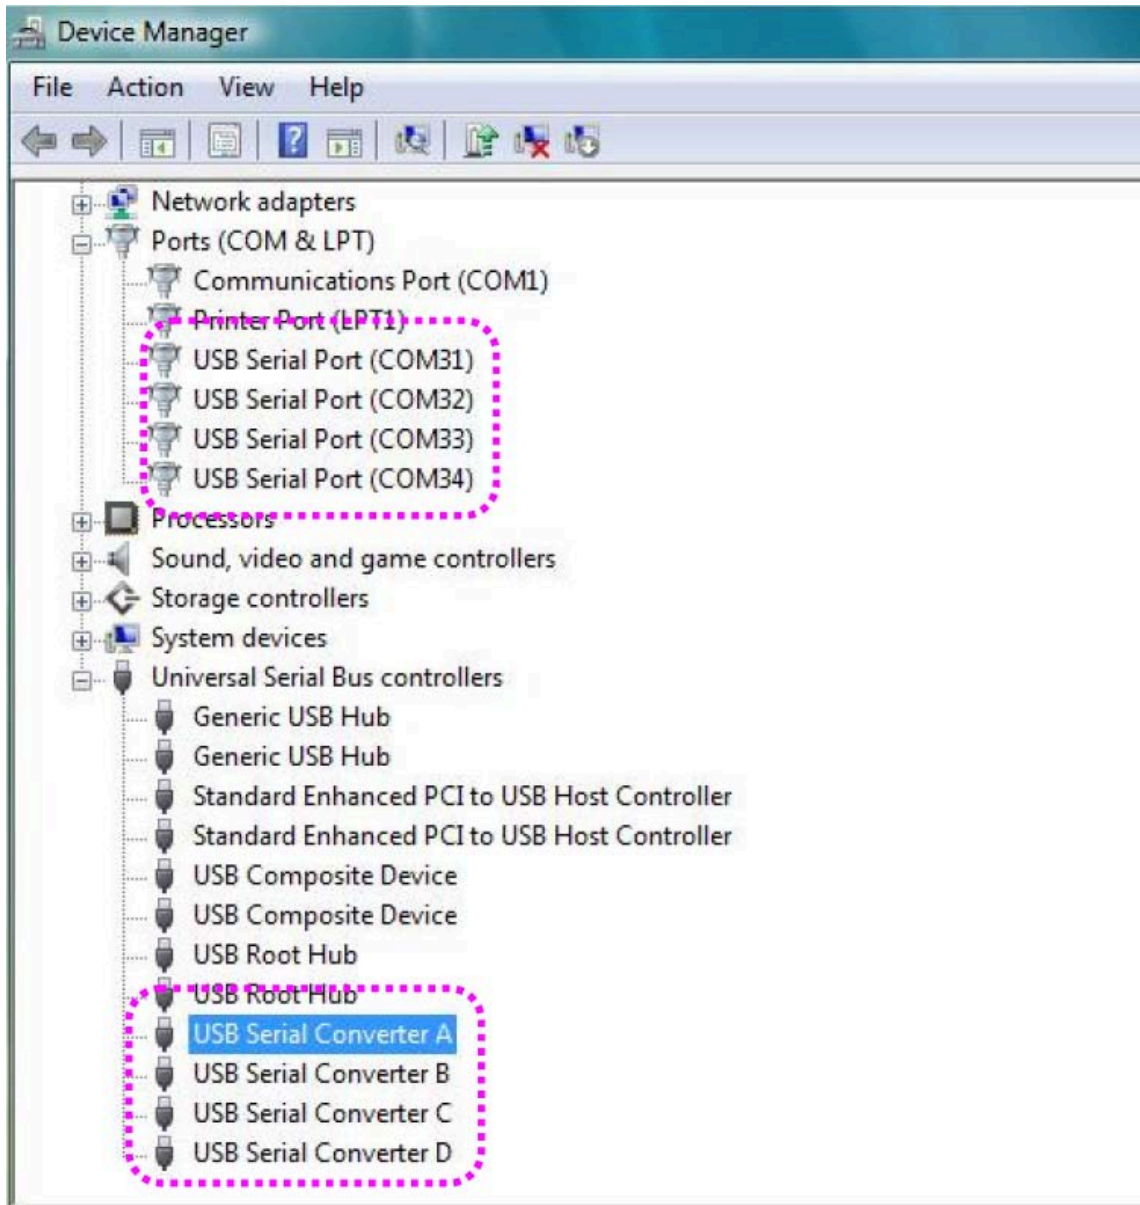 Device Manager
File Action View Help
Network adapters
Ports (COM & LPT)
Communications Port (COM1)
Printer Port (LPT1)
USB Serial Port (COM31)
USB Serial Port (COM32)
USB Serial Port (COM33)
USB Serial Port (COM34)
Processors
Sound, video and game controllers
Storage controllers
System devices
Universal Serial Bus controllers
Generic USB Hub
Generic USB Hub
Standard Enhanced PCI to USB Host Controller
Standard Enhanced PCI to USB Host Controller
USB Composite Device
USB Composite Device
USB Root Hub
USB Root Hub
USB Serial Converter A
USB Serial Converter B
USB Serial Converter C
USB Serial Converter D